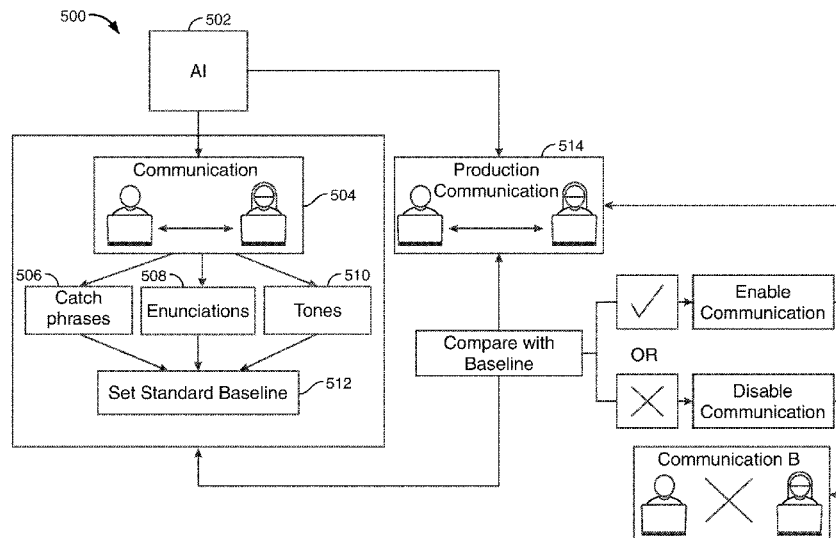 500
502
AI
Communication
504
506
Catch
phrases
508
Enunciations
510
Tones
Set Standard Baseline
512
514
Production
Communication
Compare with
Baseline
Enable
Communication
OR
Disable
Communication
Communication B